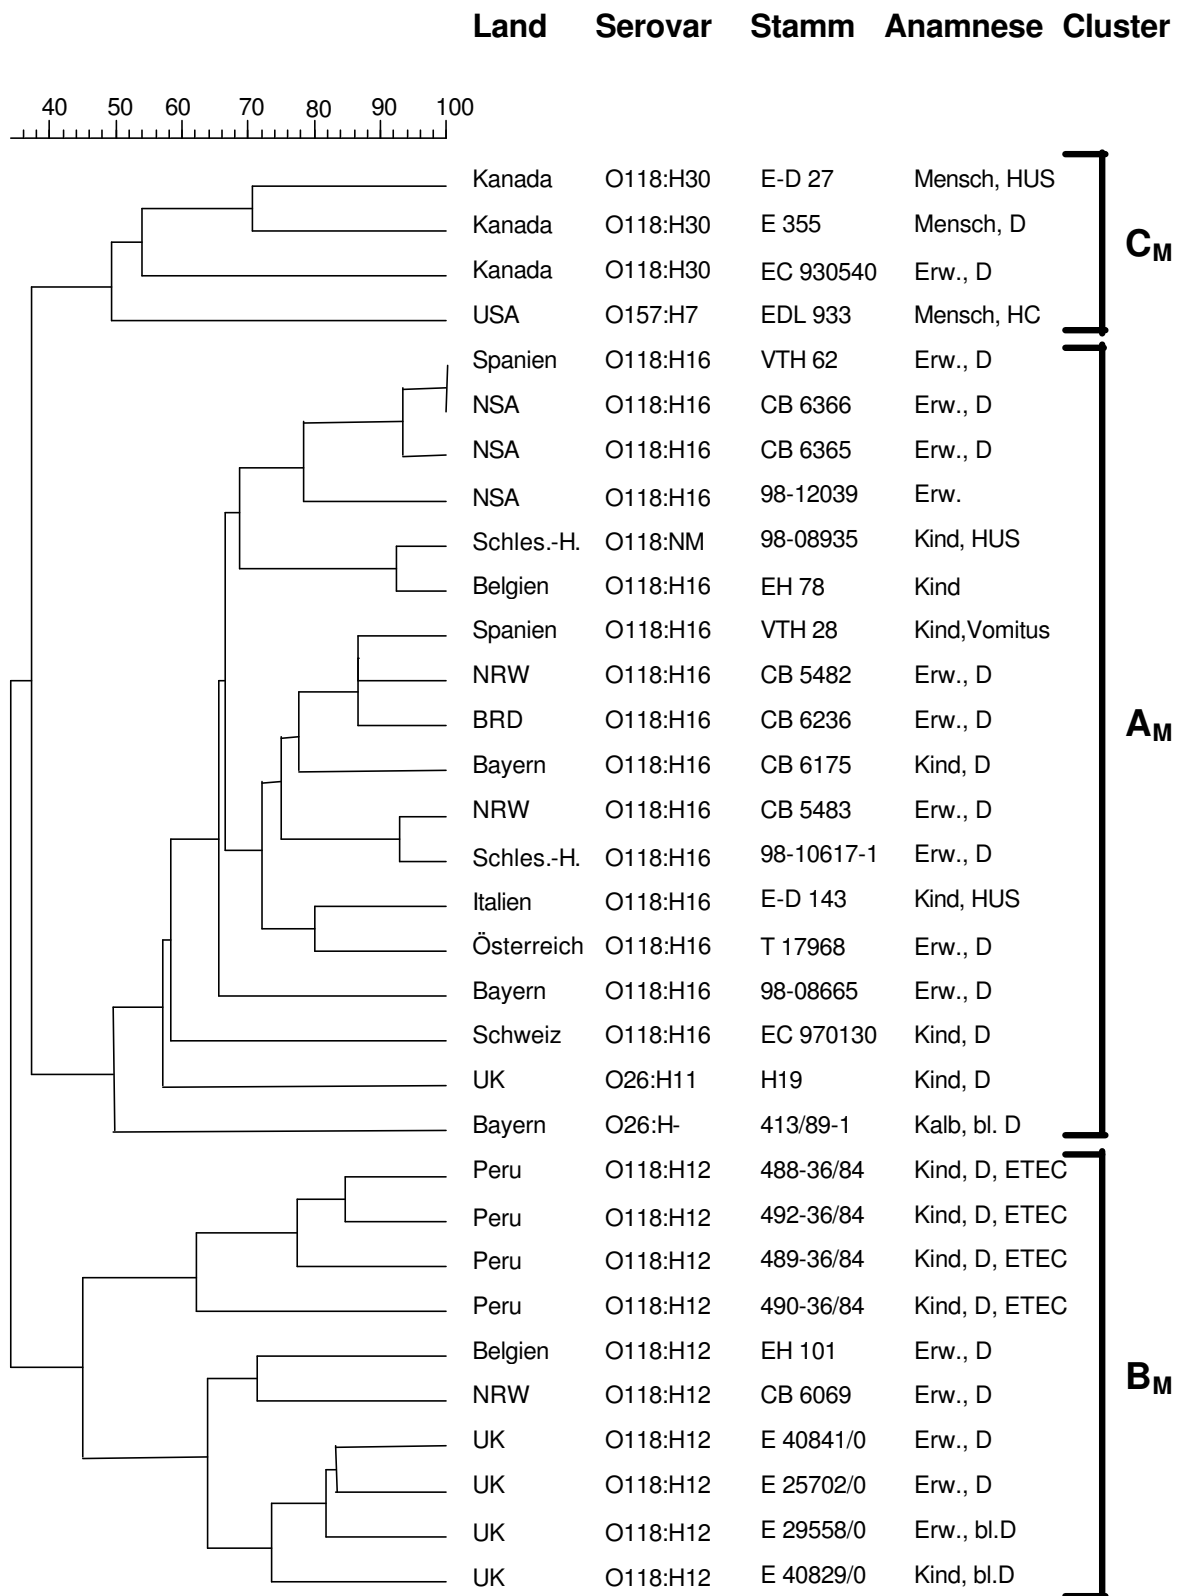 Land Serovar Stamm Anamnese Cluster
40 50 60 70 80 90 100
Kanada O118:H30 E-D 27 Mensch, HUS
Kanada O118:H30 E 355 Mensch, D
CM
Kanada O118:H30 EC 930540 Erw., D
USA O157:H7 EDL 933 Mensch, HC
Spanien O118:H16 VTH 62 Erw., D
NSA O118:H16 CB 6366 Erw., D
NSA O118:H16 CB 6365 Erw., D
NSA O118:H16 98-12039 Erw.
Schles.-H. O118:NM 98-08935 Kind, HUS
Belgien O118:H16 EH 78 Kind
Spanien O118:H16 VTH 28 Kind,Vomitus
NRW O118:H16 CB 5482 Erw., D
BRD O118:H16 CB 6236 Erw., D
AM
Bayern O118:H16 CB 6175 Kind, D
NRW O118:H16 CB 5483 Erw., D
Schles.-H. O118:H16 98-10617-1 Erw., D
Italien O118:H16 E-D 143 Kind, HUS
Österreich O118:H16 T 17968 Erw., D
Bayern O118:H16 98-08665 Erw., D
Schweiz O118:H16 EC 970130 Kind, D
UK O26:H11 H19 Kind, D
Bayern O26:H- 413/89-1 Kalb, bl. D
Peru O118:H12 488-36/84 Kind, D, ETEC
Peru O118:H12 492-36/84 Kind, D, ETEC
Peru O118:H12 489-36/84 Kind, D, ETEC
Peru O118:H12 490-36/84 Kind, D, ETEC
Belgien O118:H12 EH 101 Erw., D
BM
NRW O118:H12 CB 6069 Erw., D
UK O118:H12 E 40841/0 Erw., D
UK O118:H12 E 25702/0 Erw., D
UK O118:H12 E 29558/0 Erw., bl.D
UK O118:H12 E 40829/0 Kind, bl.D